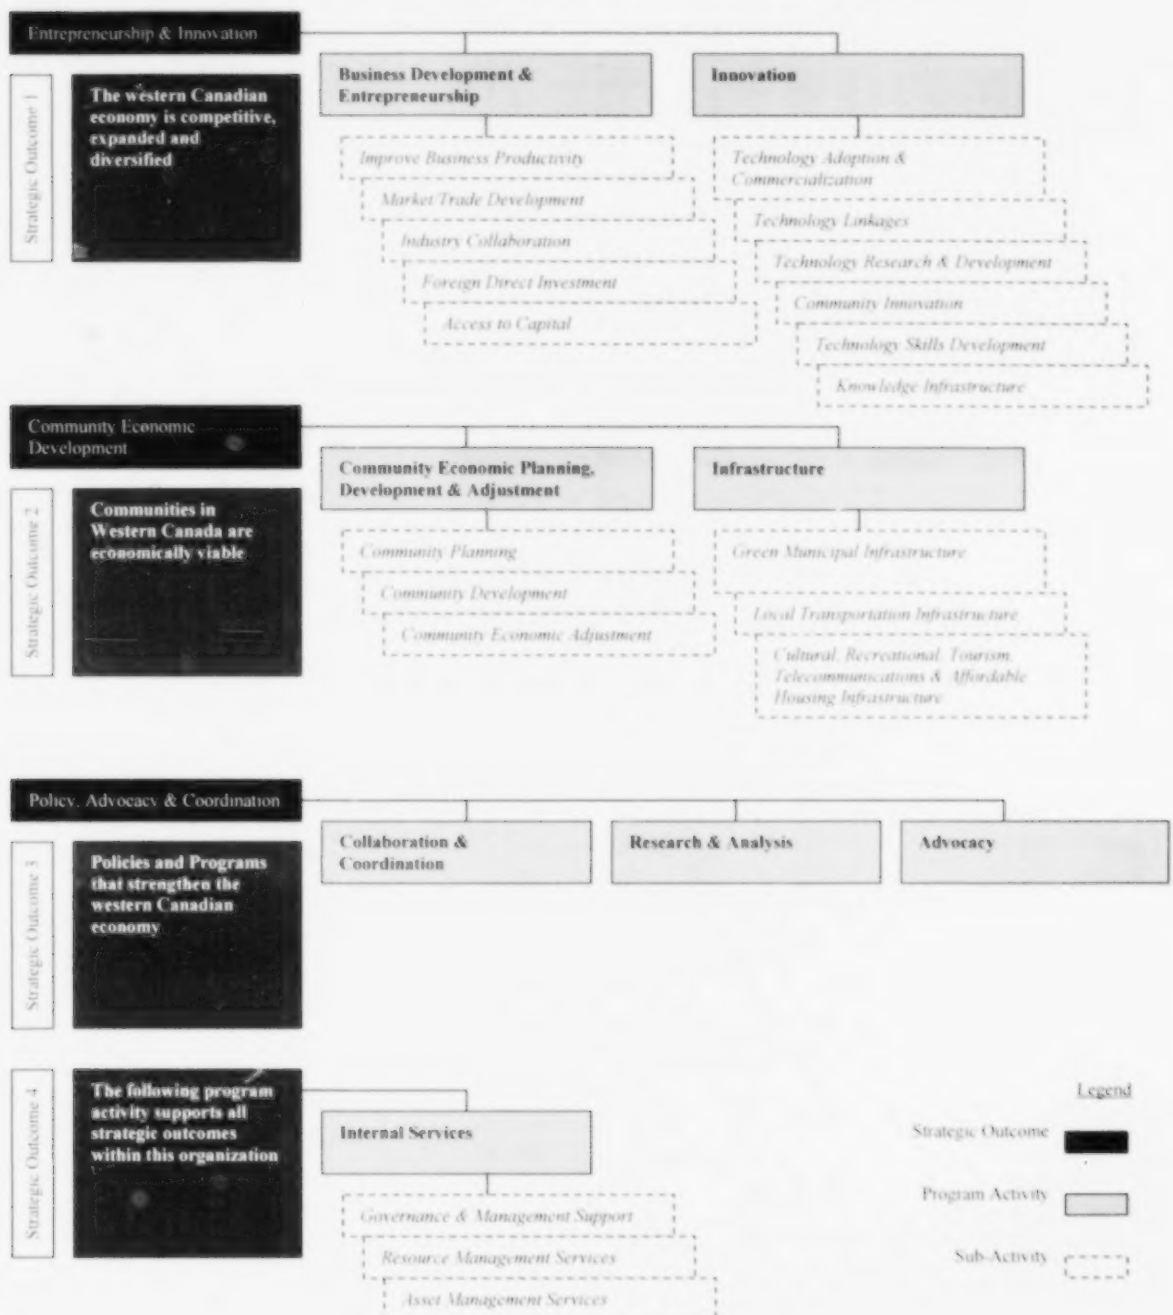 Entrepreneurship & Innovation
Strategic Outcome 1
The western Canadian
economy is competitive,
expanded and
diversified
Business Development &
Entrepreneurship
Improve Business Productivity
Market/Trade Development
Industry Collaboration
Foreign Direct Investment
Access to Capital
Innovation
Technology Adoption &
Commercialization
Technology Linkages
Technology Research & Development
Community Innovation
Technology Skills Development
Knowledge Infrastructure
Community Economic
Development
Strategic Outcome 2
Communities in
Western Canada are
economically viable
Community Economic Planning,
Development & Adjustment
Community Planning
Community Development
Community Economic Adjustment
Infrastructure
Green Municipal Infrastructure
Local Transportation Infrastructure
Cultural, Recreational, Tourism,
Telecommunications & Affordable
Housing Infrastructure
Policy, Advocacy & Coordination
Strategic Outcome 3
Policies and Programs
that strengthen the
western Canadian
economy
Collaboration &
Coordination
Research & Analysis
Advocacy
Strategic Outcome 4
The following program
activity supports all
strategic outcomes
within this organization
Internal Services
Governance & Management Support
Resource Management Services
Asset Management Services
Legend
Strategic Outcome
Program Activity
Sub-Activity